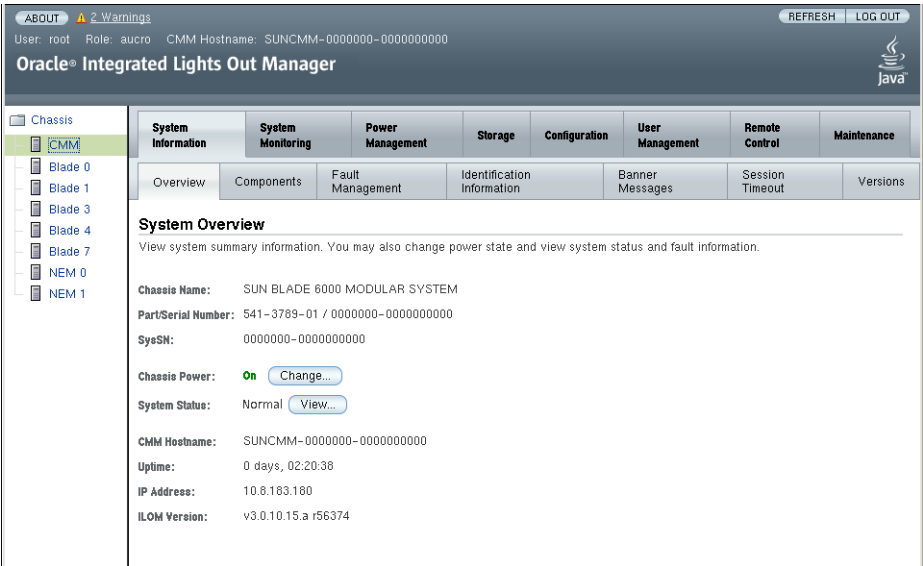 ABOUT 2 Warnings REFRESH LOG OUT
User: root Role: aucro CMM Hostname: SUNCMM-0000000-0000000000
Oracle® Integrated Lights Out Manager
Java™
Chassis
CMM
Blade 0
Blade 1
Blade 3
Blade 4
Blade 7
NEM 0
NEM 1
System Information System Monitoring Power Management Storage Configuration User Management Remote Control Maintenance
Overview Components Fault Management Identification Information Banner Messages Session Timeout Versions
System Overview
View system summary information. You may also change power state and view system status and fault information.
Chassis Name: SUN BLADE 6000 MODULAR SYSTEM
Part/Serial Number: 541-3789-01 / 0000000-0000000000
SysSN: 0000000-0000000000
Chassis Power: On Change...
System Status: Normal View...
CMM Hostname: SUNCMM-0000000-0000000000
Uptime: 0 days, 02:20:38
IP Address: 10.8.183.180
ILOM Version: v3.0.10.15.a r56374